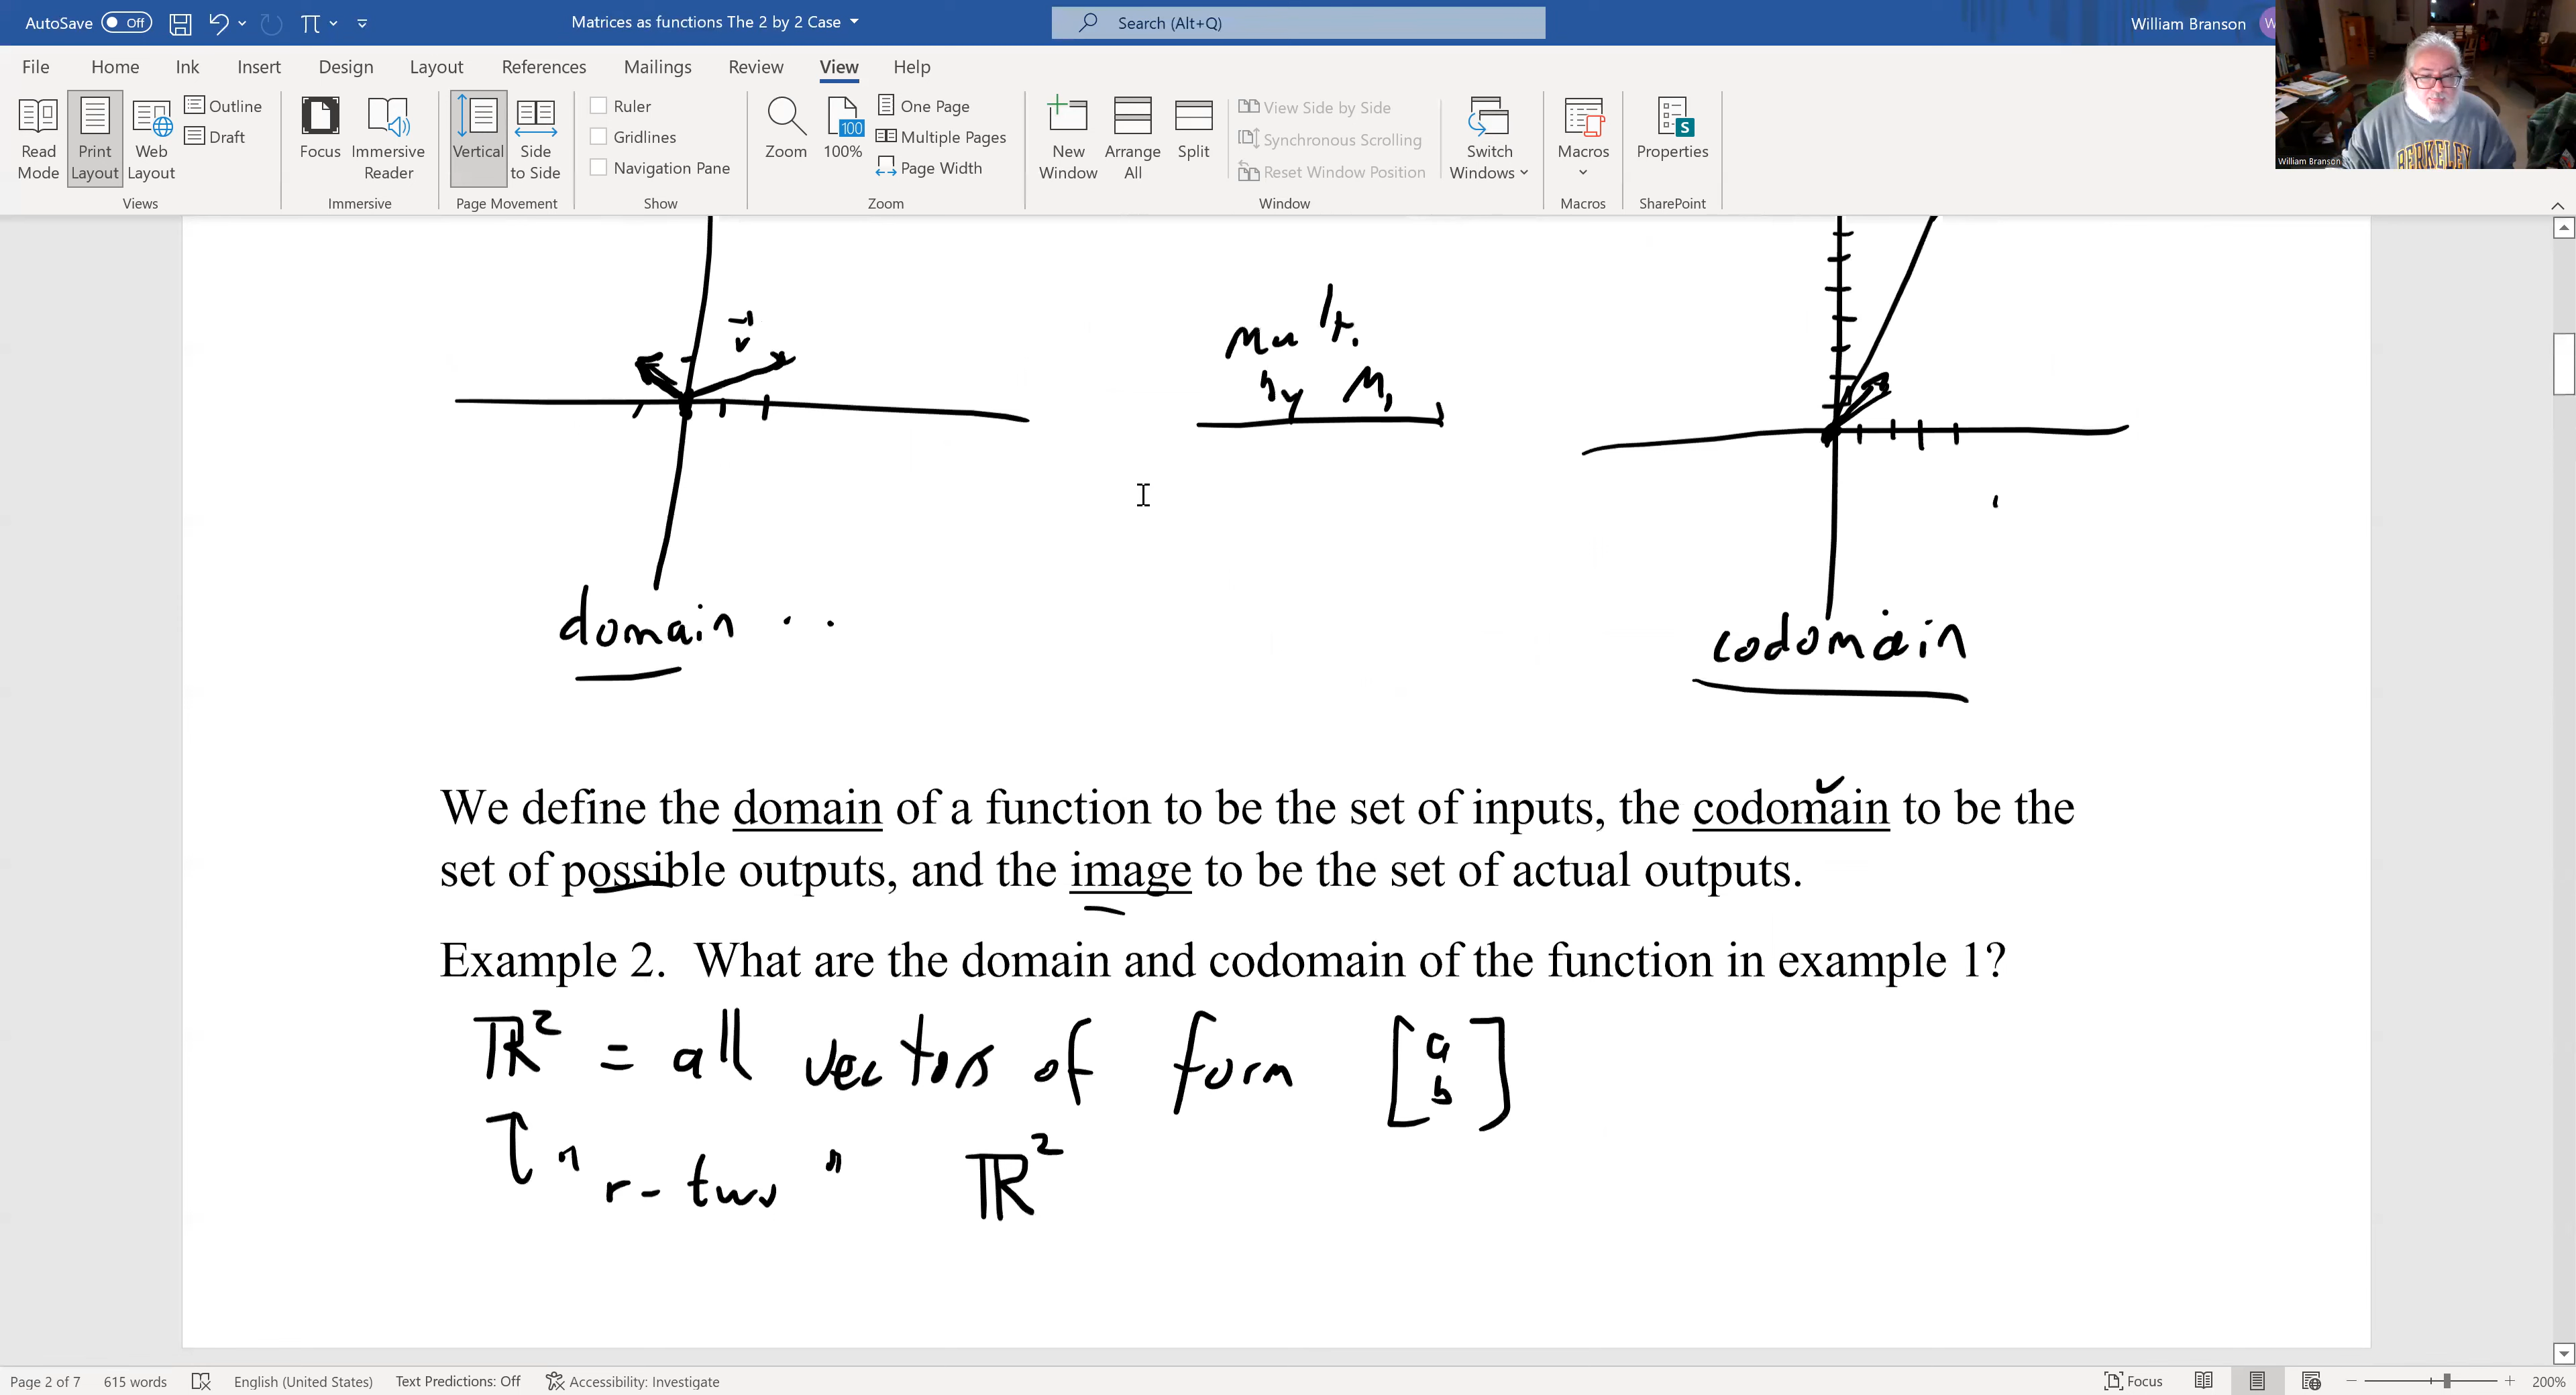 AutoSave Off Matrices as functions The 2 by 2 Case Search (Alt+Q) William Branson
File Home Ink Insert Design Layout References Mailings Review View Help
Read Mode
Print Layout
Web Layout
Outline
Draft
Views
Focus
Immersive Reader
Immersive
Vertical
Side to Side
Page Movement
Ruler
Gridlines
Navigation Pane
Show
Zoom
100
100%
One Page
Multiple Pages
Page Width
Zoom
New Window
Arrange All
Split
View Side by Side
Synchronous Scrolling
Reset Window Position
Switch Windows
Window
Macros
Macros
S
Properties
SharePoint
William Branson
BERKELEY
v
mult.
by M₁
domain
codomain
We define the domain of a function to be the set of inputs, the codomain to be the
set of possible outputs, and the image to be the set of actual outputs.
Example 2. What are the domain and codomain of the function in example 1?
ℝ² = all vectors of form [a b]
"r-two" ℝ²
Page 2 of 7 615 words English (United States) Text Predictions: Off Accessibility: Investigate Focus 200%